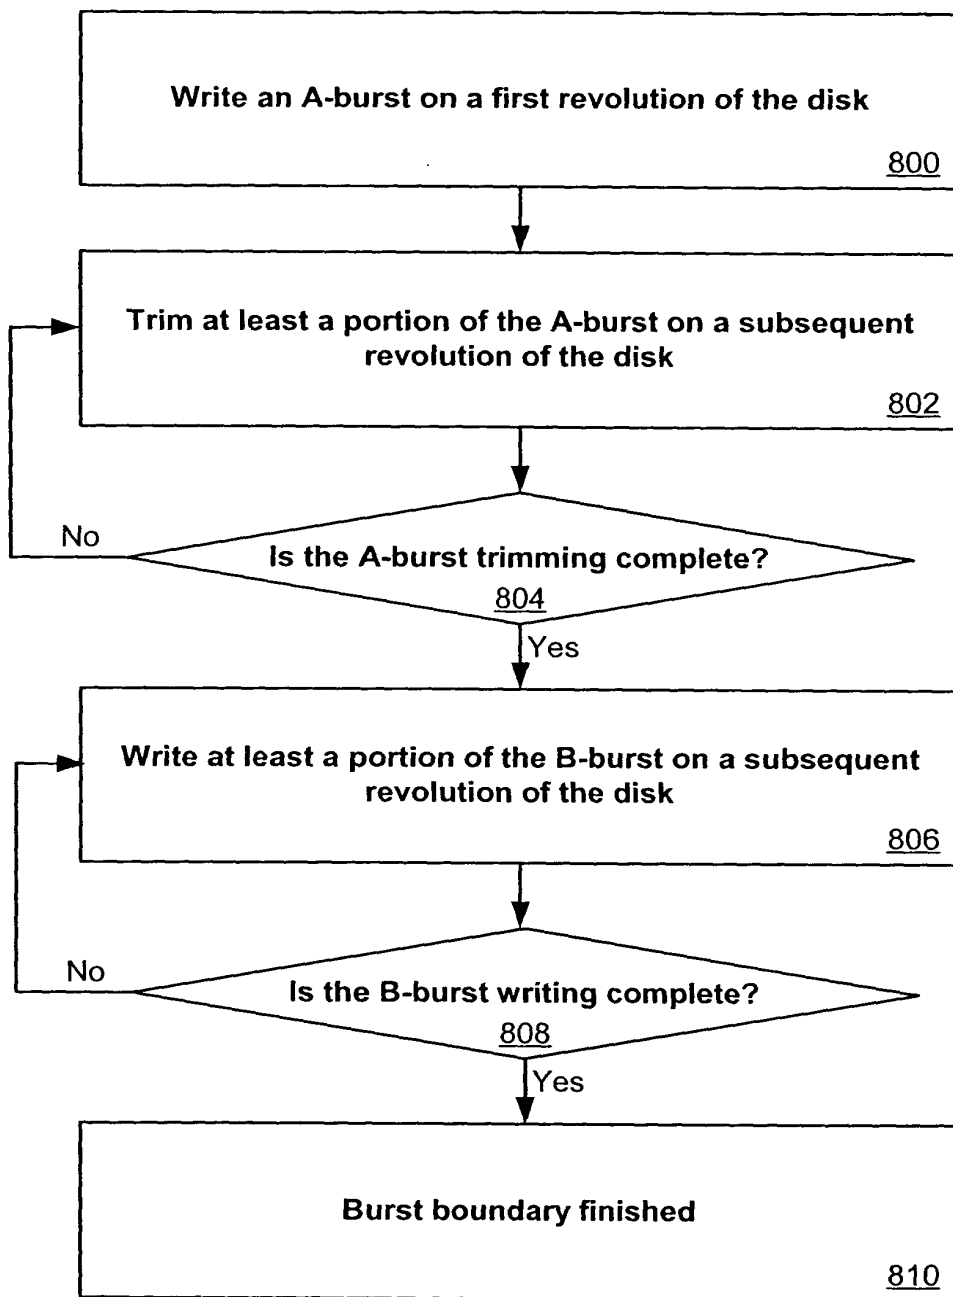 Write an A-burst on a first revolution of the disk
800
Trim at least a portion of the A-burst on a subsequent
revolution of the disk
802
No
Is the A-burst trimming complete?
804
Yes
Write at least a portion of the B-burst on a subsequent
revolution of the disk
806
No
Is the B-burst writing complete?
808
Yes
Burst boundary finished
810